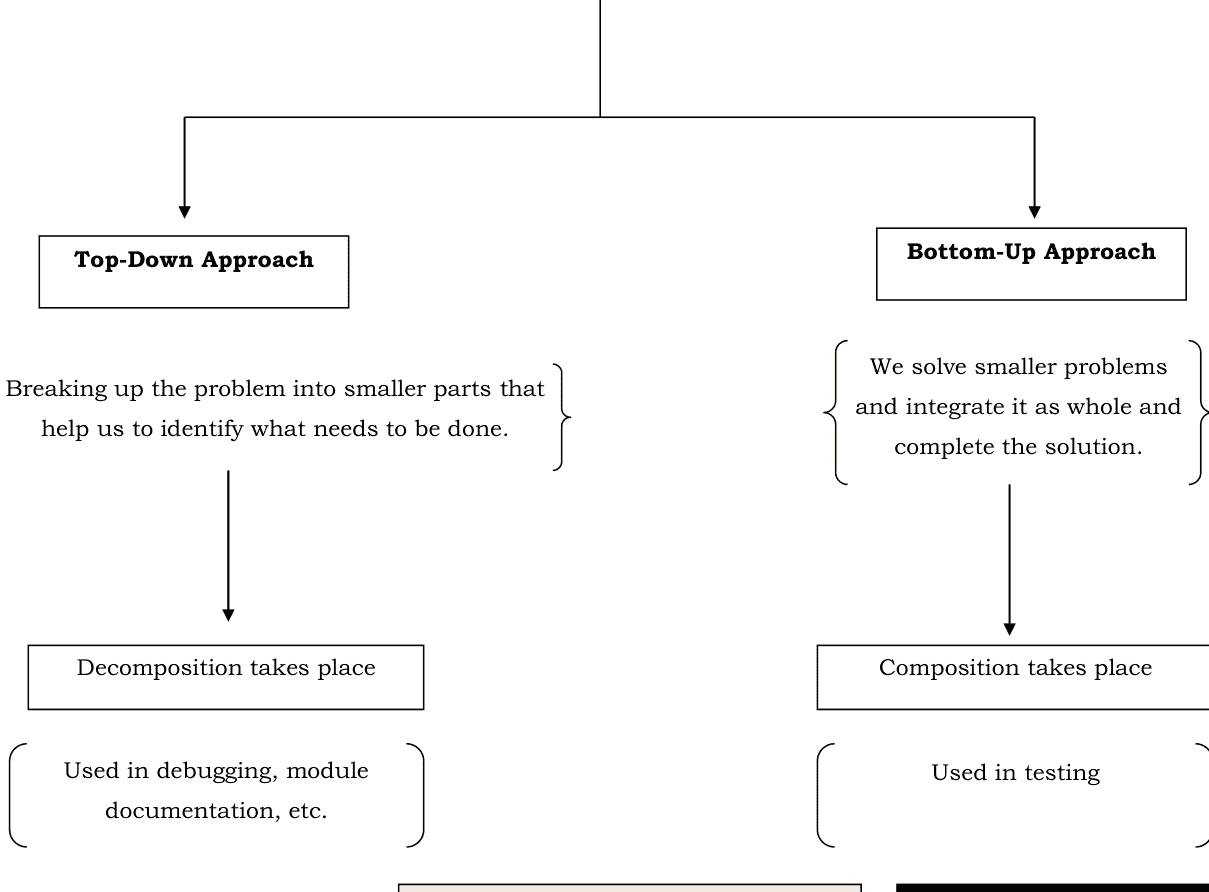 Top-Down Approach
Bottom-Up Approach
Breaking up the problem into smaller parts that
help us to identify what needs to be done.
We solve smaller problems
and integrate it as whole and
complete the solution.
Decomposition takes place
Composition takes place
Used in debugging, module
documentation, etc.
Used in testing